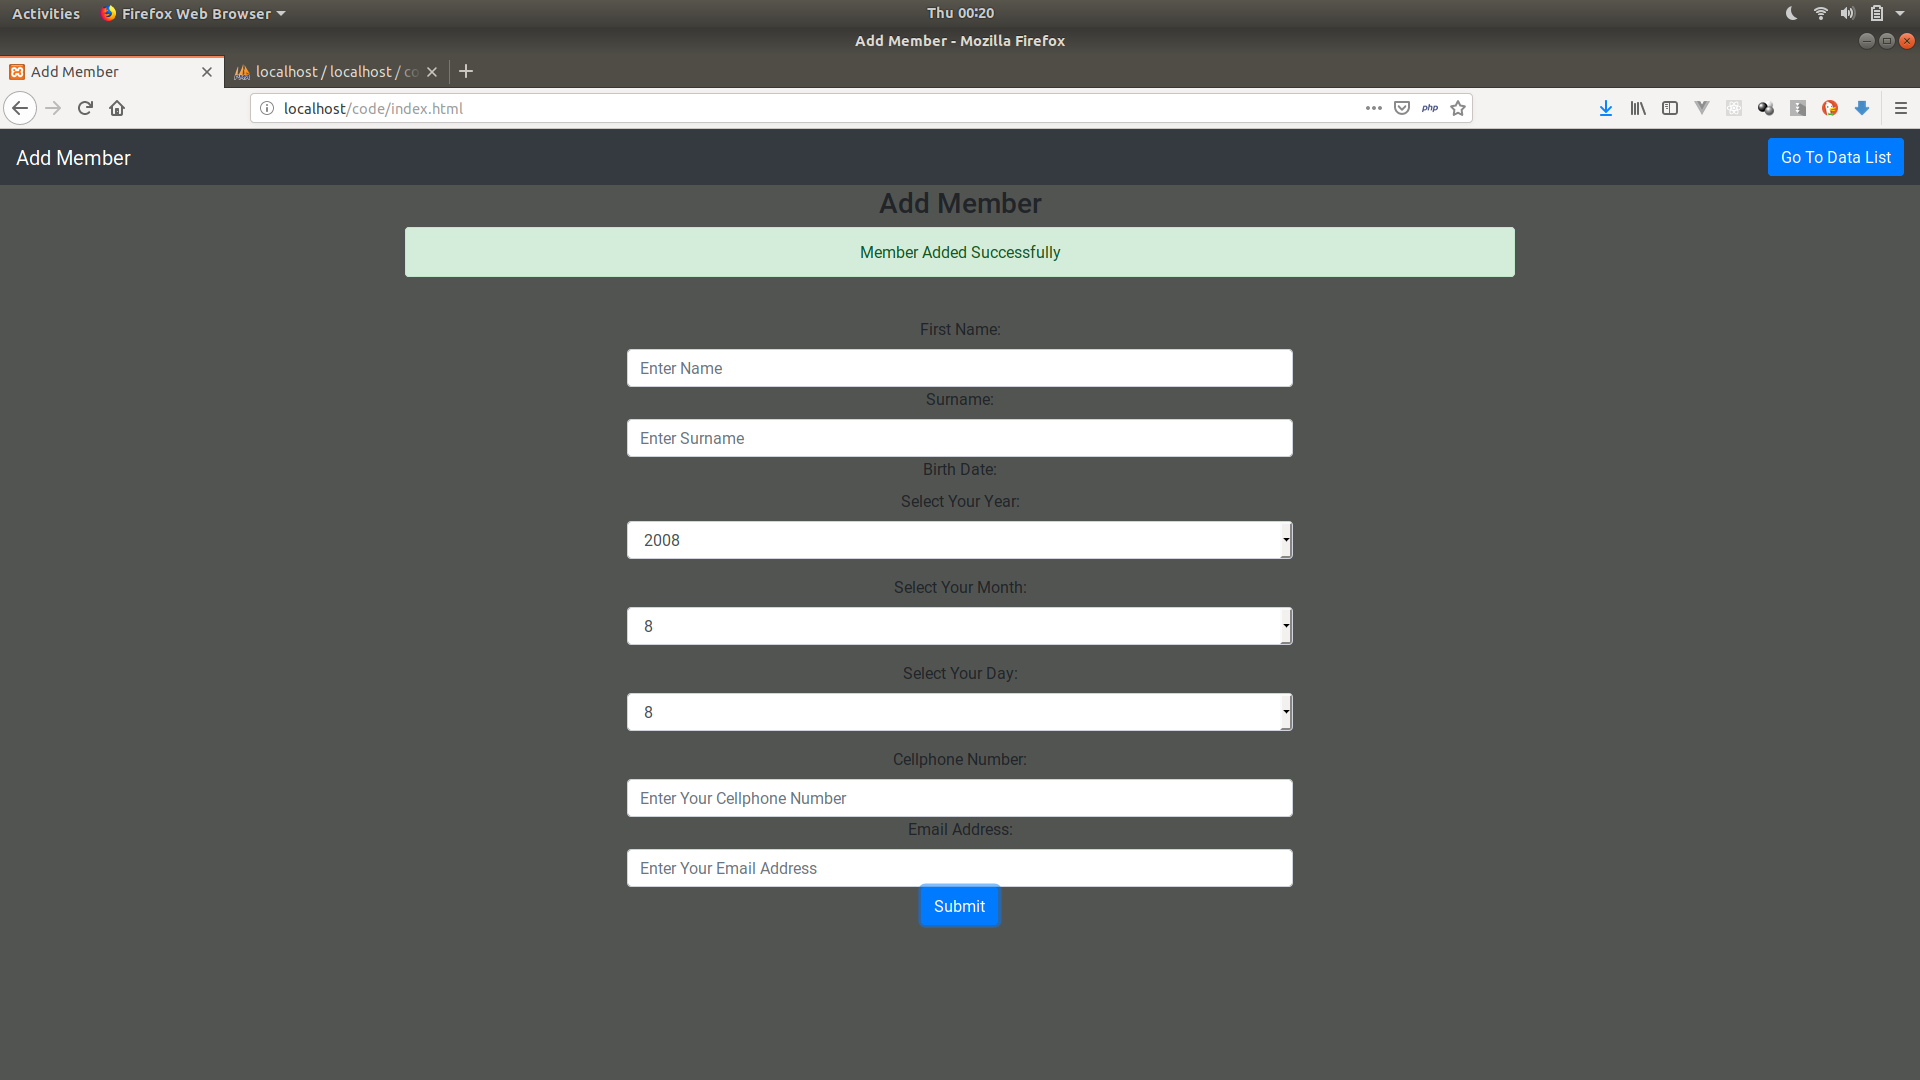 Activities Firefox Web Browser Thu 00:20
Add Member - Mozilla Firefox
Add Member localhost / localhost / co
localhost/code/index.html php
Add Member Go To Data List
Add Member
Member Added Successfully
First Name:
Enter Name
Surname:
Enter Surname
Birth Date:
Select Your Year:
2008
Select Your Month:
8
Select Your Day:
8
Cellphone Number:
Enter Your Cellphone Number
Email Address:
Enter Your Email Address
Submit